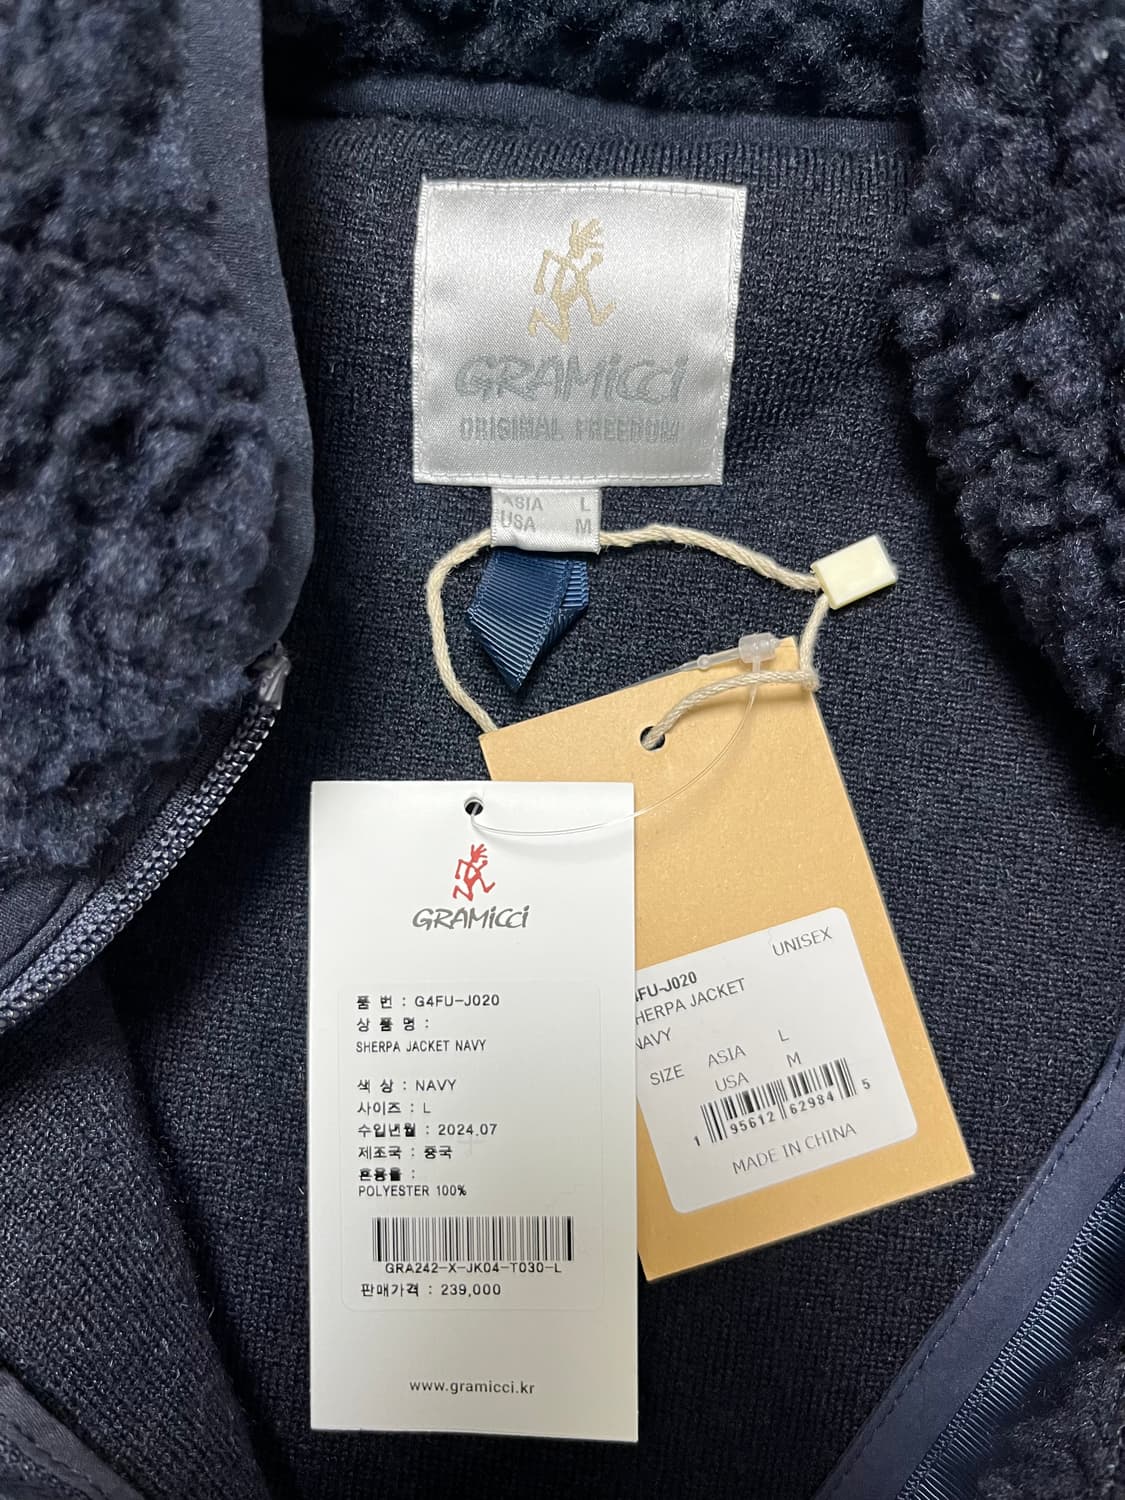 GRAMiCCi
ORIGINAL FREEDOM
ASIA L
USA M
GRAMiCCi
품 번 : G4FU-J020
상 품 명 :
SHERPA JACKET NAVY
색 상 : NAVY
사이즈 : L
수입년월 : 2024.07
제조국 : 중국
혼용률 :
POLYESTER 100%
GRA242-X-JK04-T030-L
판매가격 : 239,000
www.gramicci.kr
UNISEX
4FU-J020
SHERPA JACKET
NAVY
SIZE ASIA L
USA M
1 95612 62984 5
MADE IN CHINA